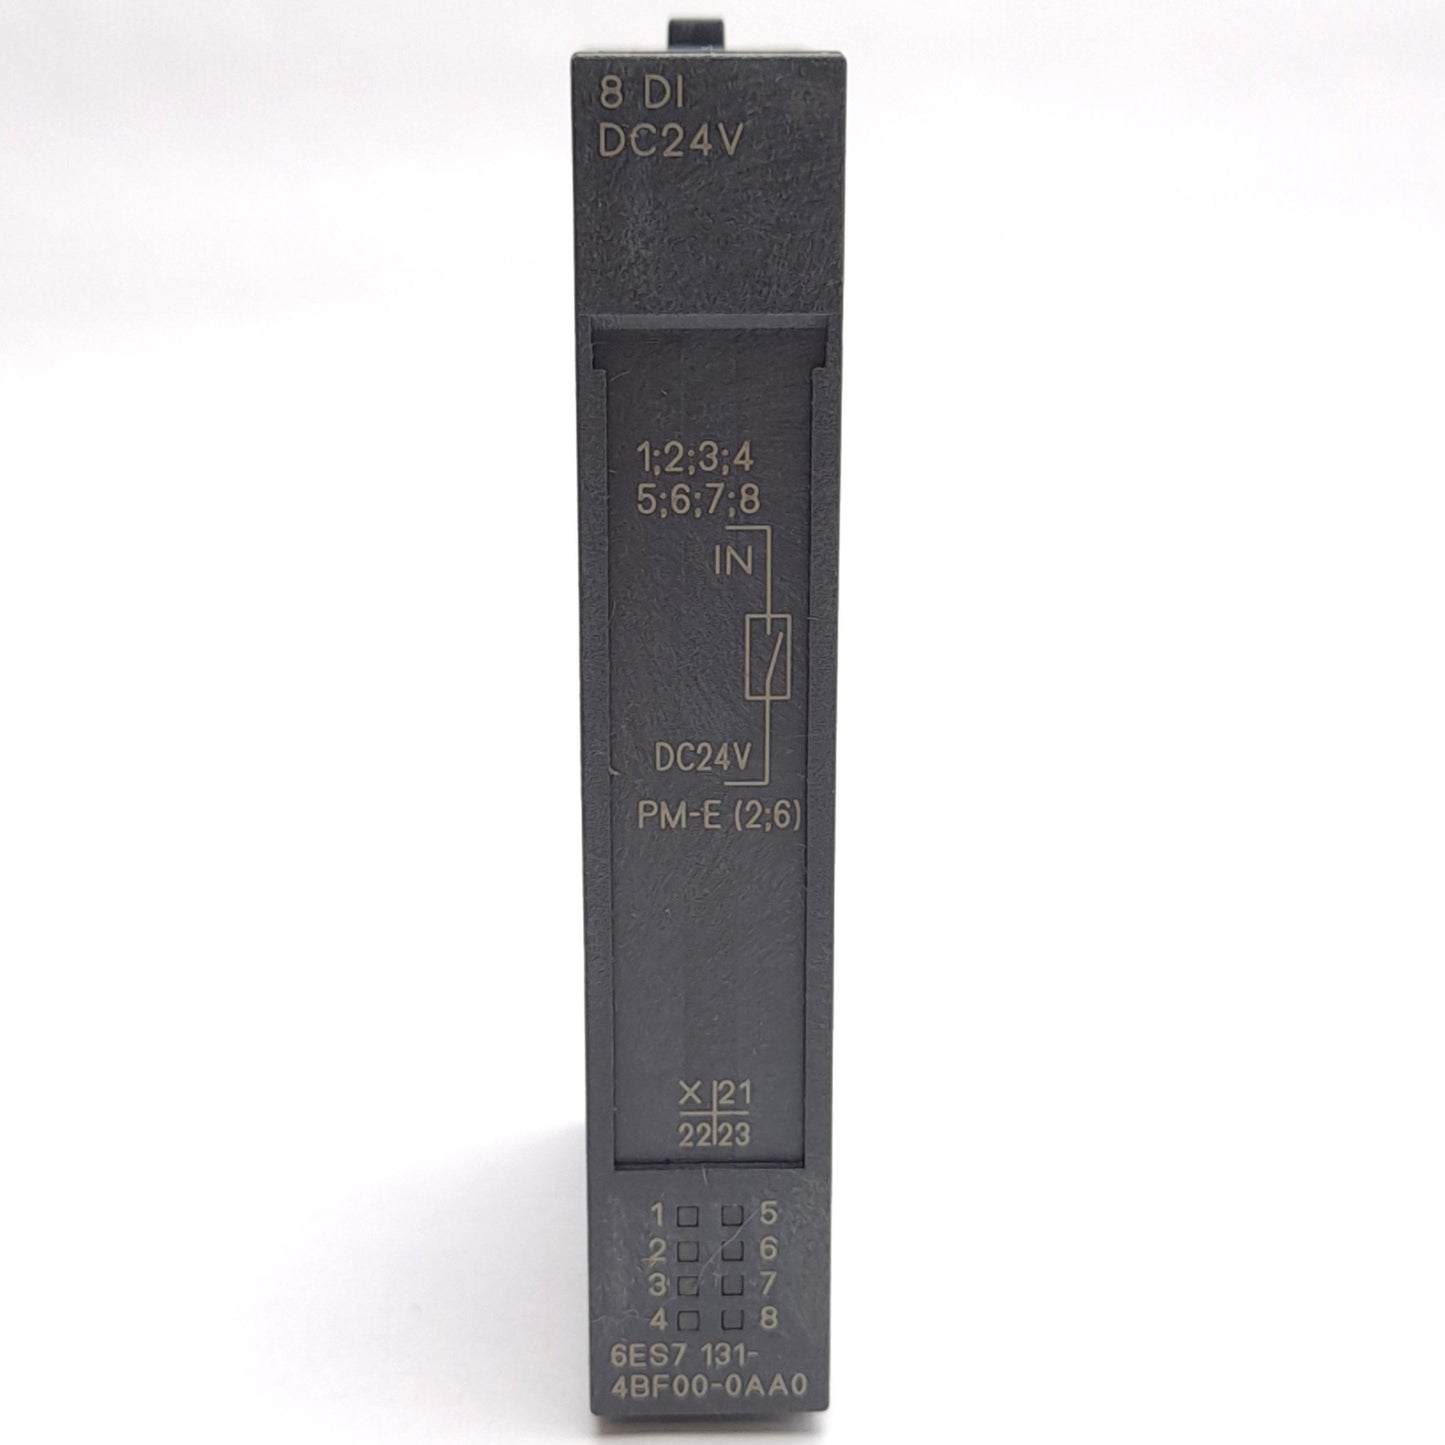 8 DI
DC24V
1;2;3;4
5;6;7;8
IN
DC24V
PM-E (2;6)
X 21
22 23
1 5
2 6
3 7
4 8
6ES7 131-
4BF00-0AA0